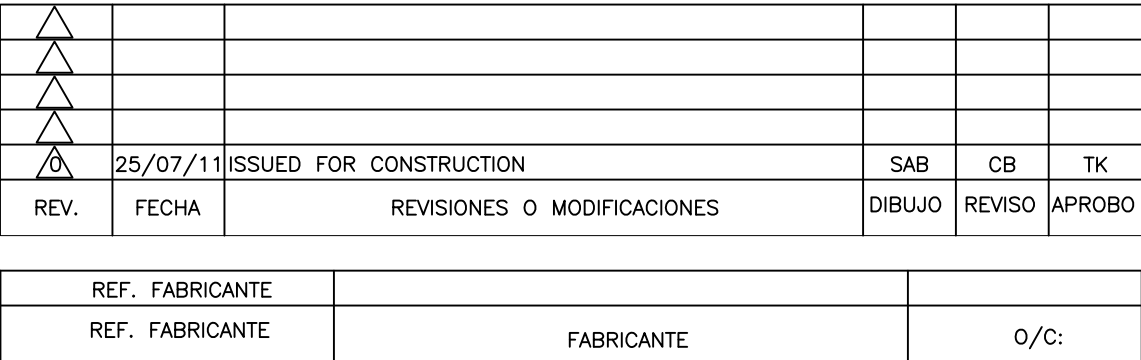 0 25/07/11 ISSUED FOR CONSTRUCTION SAB CB TK
REV. FECHA REVISIONES O MODIFICACIONES DIBUJO REVISO APROBO
REF. FABRICANTE
REF. FABRICANTE FABRICANTE O/C: